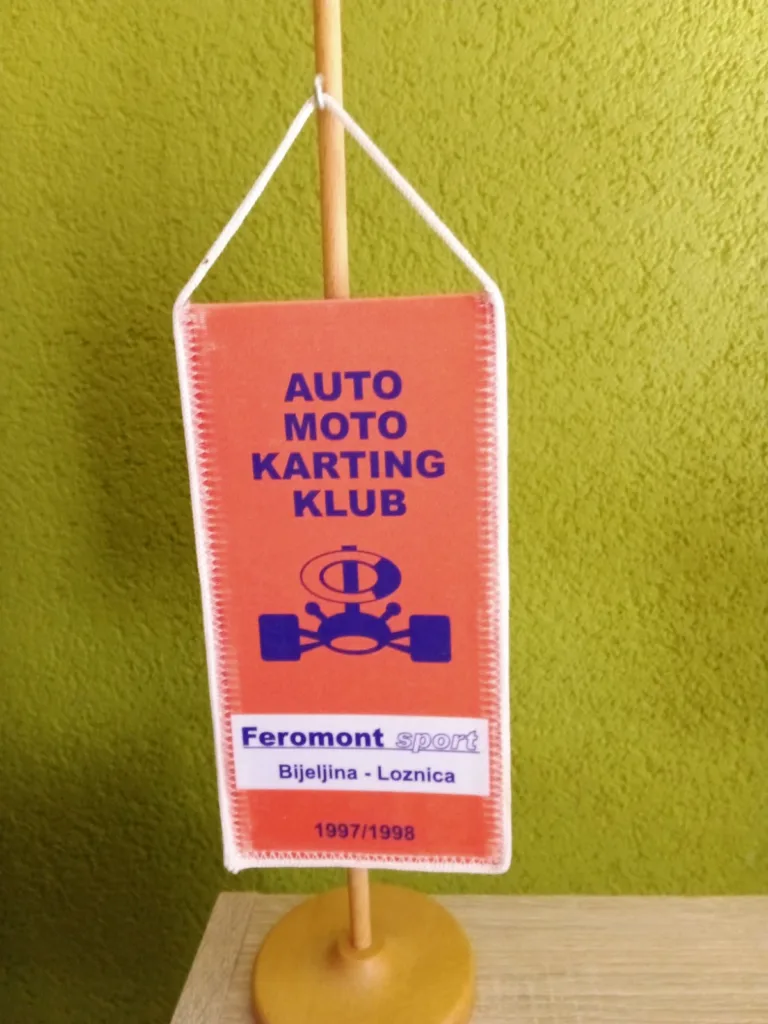 AUTO
MOTO
KARTING
KLUB
Feromont sport
Bijeljina - Loznica
1997/1998